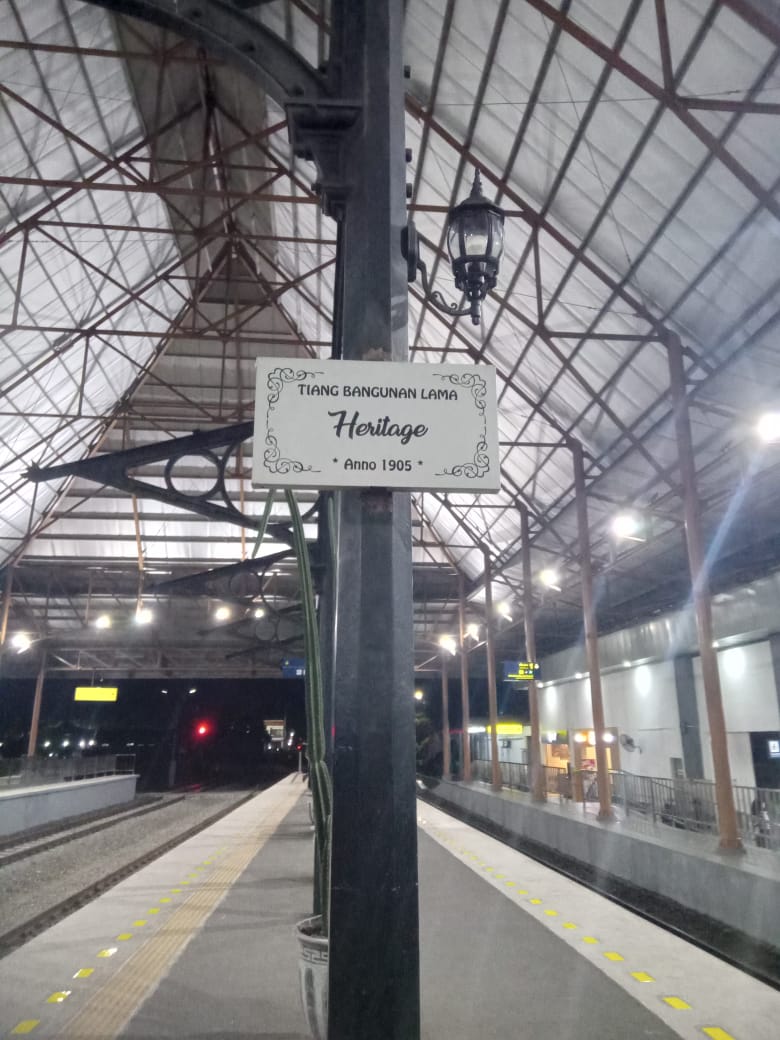 TIANG BANGUNAN LAMA
Heritage
* Anno 1905 *